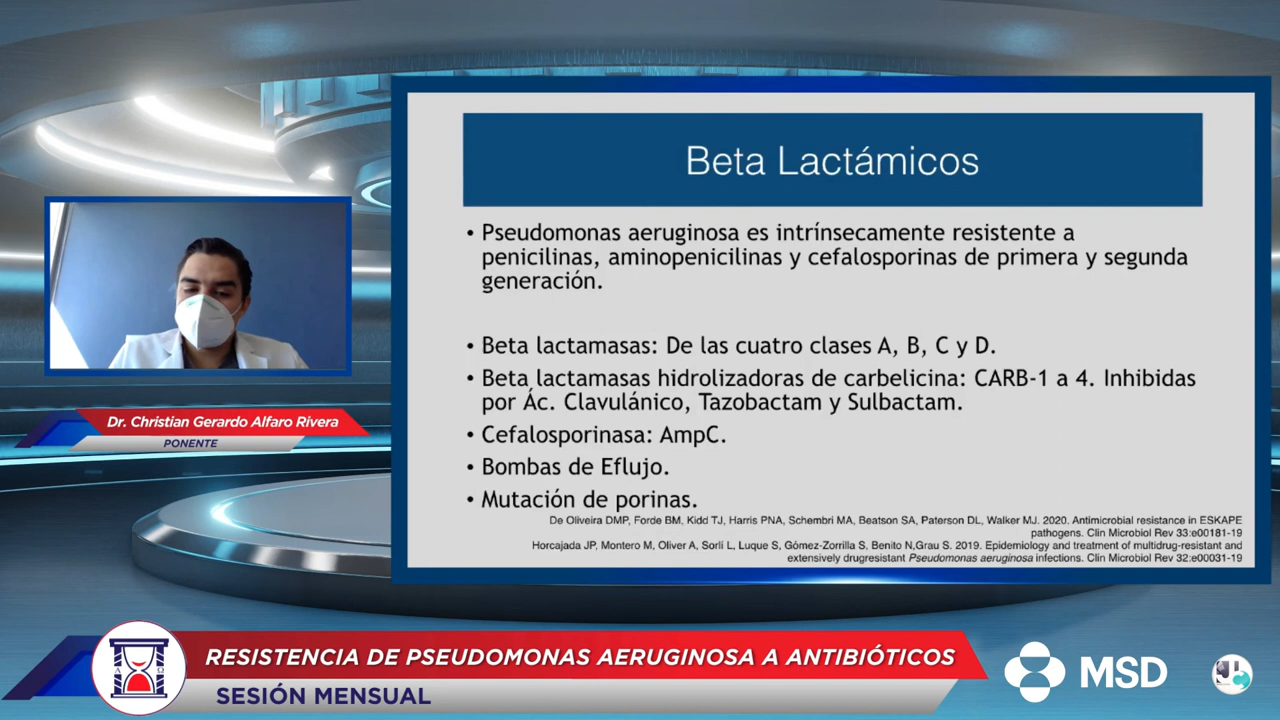 Beta Lactámicos
• Pseudomonas aeruginosa es intrínsecamente resistente a
penicilinas, aminopenicilinas y cefalosporinas de primera y segunda
generación.
• Beta lactamasas: De las cuatro clases A, B, C y D.
• Beta lactamasas hidrolizadoras de carbelicina: CARB-1 a 4. Inhibidas
por Ác. Clavulánico, Tazobactam y Sulbactam.
• Cefalosporinasa: AmpC.
• Bombas de Eflujo.
• Mutación de porinas.
De Oliveira DMP, Forde BM, Kidd TJ, Harris PNA, Schembri MA, Beatson SA, Paterson DL, Walker MJ. 2020. Antimicrobial resistance in ESKAPE
pathogens. Clin Microbiol Rev 33:e00181-19
Horcajada JP, Montero M, Oliver A, Sorlí L, Luque S, Gómez-Zorrilla S, Benito N,Grau S. 2019. Epidemiology and treatment of multidrug-resistant and
extensively drugresistant Pseudomonas aeruginosa infections. Clin Microbiol Rev 32:e00031-19
Dr. Christian Gerardo Alfaro Rivera
PONENTE
Α Ω
RESISTENCIA DE PSEUDOMONAS AERUGINOSA A ANTIBIÓTICOS
SESIÓN MENSUAL
MSD